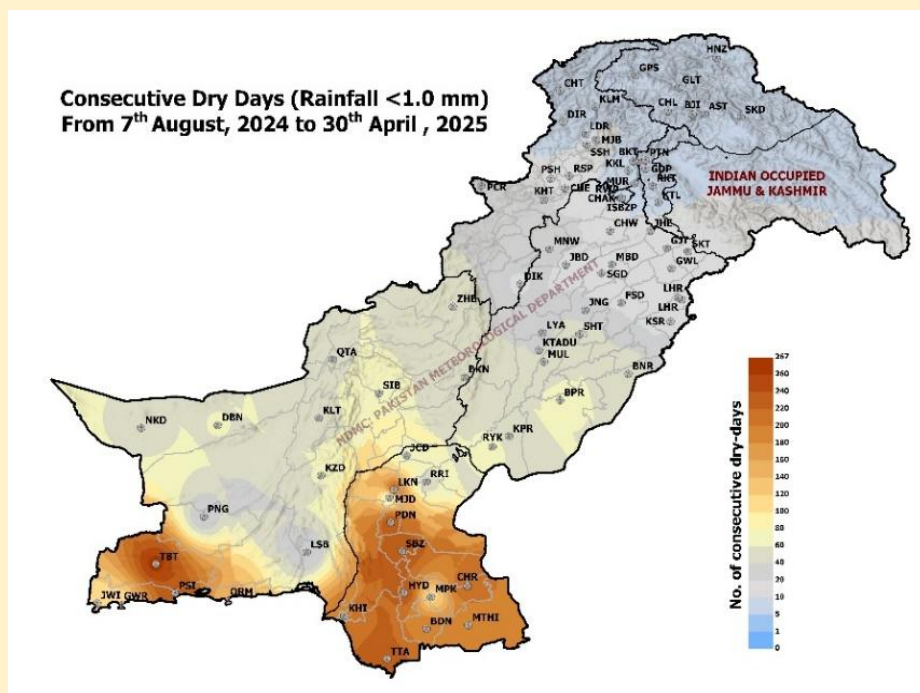 Consecutive Dry Days (Rainfall <1.0 mm)
From 7th August, 2024 to 30th April , 2025
HNZ
GPS
GLT
CHT
KLM
CHL
BJI
AST
SKD
DIR
LDR
MJB
SSH
BKT
PTN
KKL
GDP
PSH
RSP
MUR
RKT
INDIAN OCCUPIED
JAMMU & KASHMIR
PCR
KHT
CHE
KTL
CHAK
ISBZP
CHW
JHE
MNW
GJT
SKT
JBD
MBD
GWL
DIK
SGD
ZHB
JNG
FSD
LHR
LHR
KSR
NDMC: PAKISTAN METEOROLOGICAL DEPARTMENT
LYA
SHT
KTADU
QTA
MUL
BKN
BNR
SIB
BPR
NKD
DBN
KLT
KPR
RYK
JCD
KZD
RRI
LKN
MJD
PNG
PDN
LSB
SBZ
TBT
PSI
HYD
CHR
MPK
JWI
GWR
ORM
KHI
BDN
MTHI
TTA
No. of consecutive dry-days
267
260
240
220
200
180
160
140
120
100
80
60
40
20
10
5
1
0